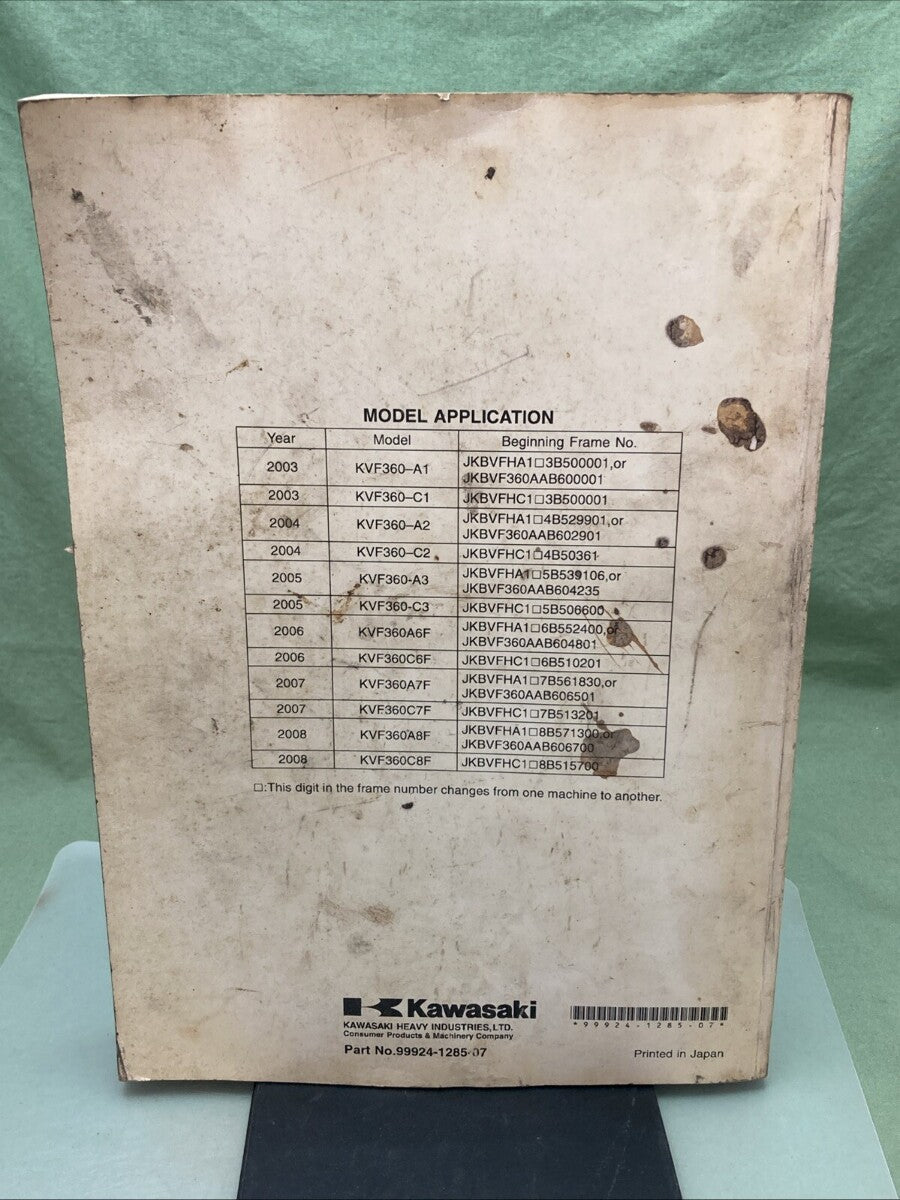 MODEL APPLICATION
Year Model Beginning Frame No.
2003 KVF360–A1 JKBVFHA1□3B500001,or
JKBVF360AAB600001
2003 KVF360–C1 JKBVFHC1□3B500001
2004 KVF360–A2 JKBVFHA1□4B529901,or
JKBVF360AAB602901
2004 KVF360–C2 JKBVFHC1□4B50361
2005 KVF360-A3 JKBVFHA1□5B539106,or
JKBVF360AAB604235
2005 KVF360-C3 JKBVFHC1□5B506600
2006 KVF360A6F JKBVFHA1□6B552400,or
JKBVF360AAB604801
2006 KVF360C6F JKBVFHC1□6B510201
2007 KVF360A7F JKBVFHA1□7B561830,or
JKBVF360AAB606501
2007 KVF360C7F JKBVFHC1□7B513201
2008 KVF360A8F JKBVFHA1□8B571300,or
JKBVF360AAB606700
2008 KVF360C8F JKBVFHC1□8B515700
□:This digit in the frame number changes from one machine to another.
Kawasaki
KAWASAKI HEAVY INDUSTRIES,LTD.
Consumer Products & Machinery Company
Part No.99924-1285-07
*99924-1285-07*
Printed in Japan